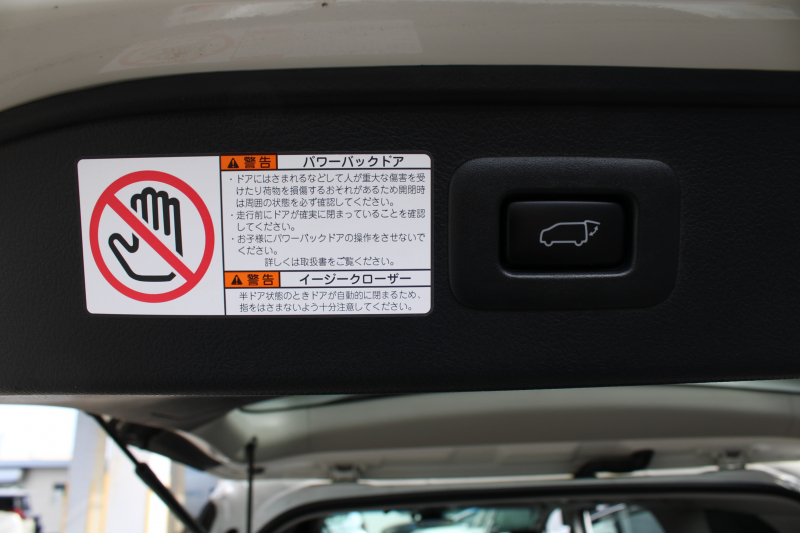 警告 パワーバックドア
・ドアにはさまれるなどして人が重大な傷害を受
けたり荷物を損傷するおそれがあるため開閉時
は周囲の状態を必ず確認してください。
・走行前にドアが確実に閉まっていることを確認
してください。
・お子様にパワーバックドアの操作をさせないで
ください。
詳しくは取扱書をご覧ください。
警告 イージークローザー
半ドア状態のときドアが自動的に閉まるため、
指をはさまないよう十分注意してください。